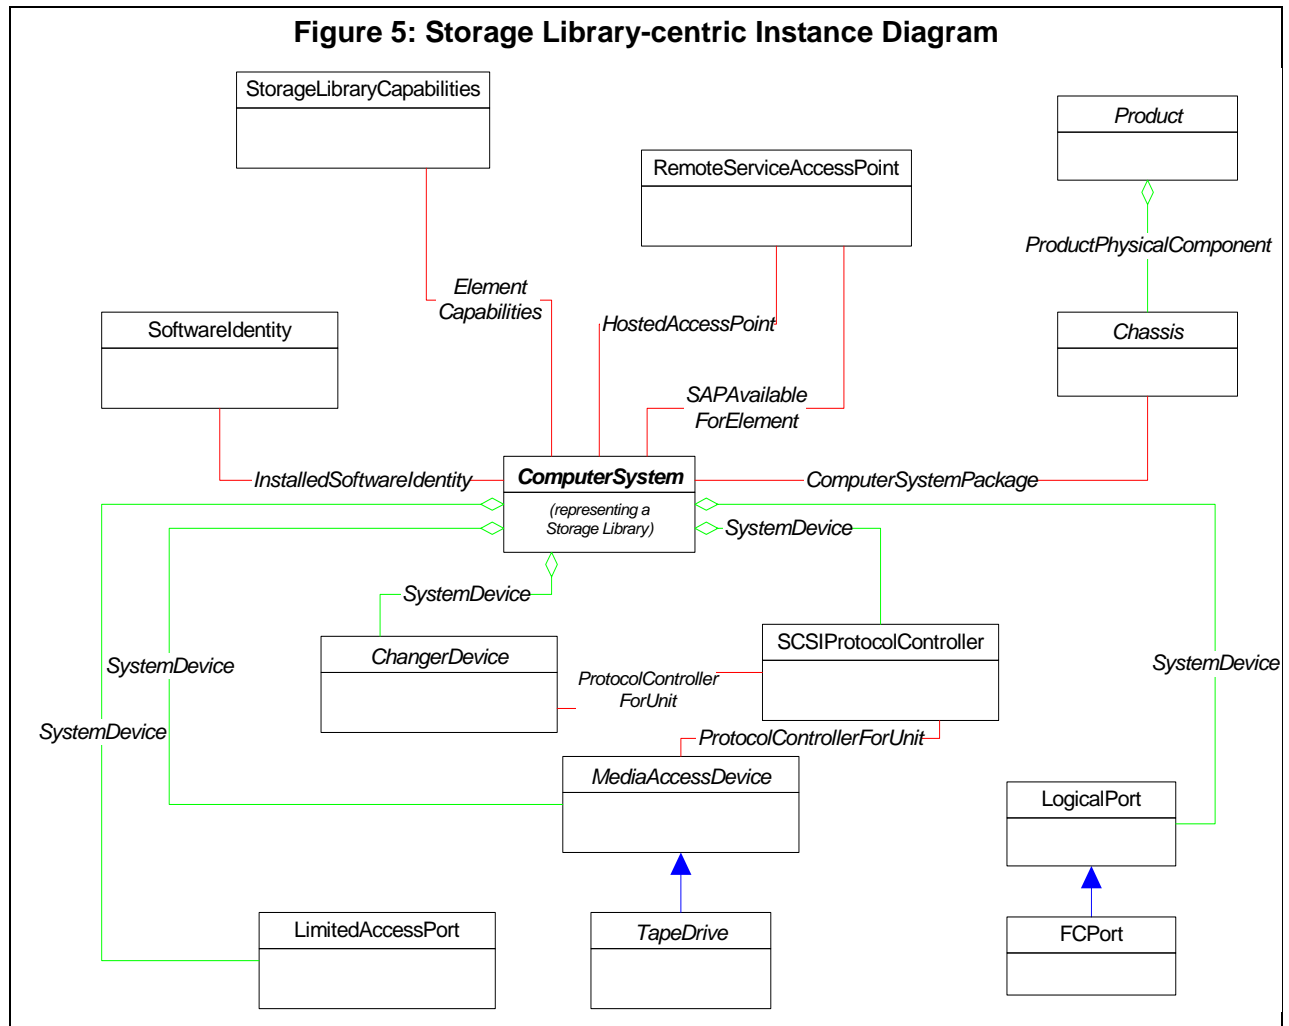 Figure 5: Storage Library-centric Instance Diagram
StorageLibraryCapabilities
Product
RemoteServiceAccessPoint
ProductPhysicalComponent
Element
Capabilities
HostedAccessPoint
SoftwareIdentity
Chassis
SAPAvailable
ForElement
InstalledSoftwareIdentity
ComputerSystem
(representing a
Storage Library)
ComputerSystemPackage
SystemDevice
SystemDevice
ChangerDevice
SCSIProtocolController
SystemDevice
SystemDevice
ProtocolController
ForUnit
SystemDevice
ProtocolControllerForUnit
MediaAccessDevice
LogicalPort
LimitedAccessPort
TapeDrive
FCPort